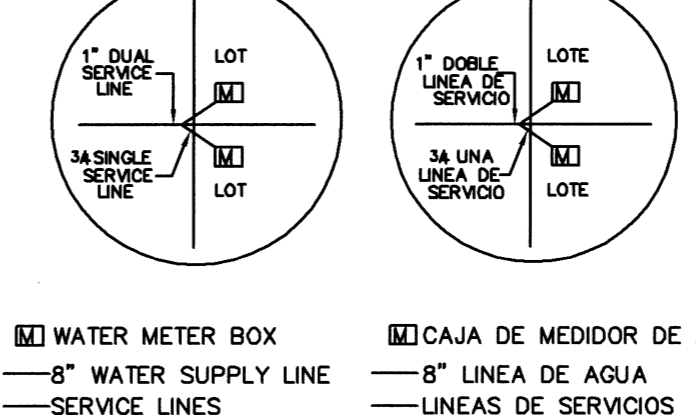 1" DUAL
SERVICE
LINE
LOT
M
3/4 SINGLE
SERVICE
LINE
M
LOT
1" DOBLE
LINEA DE
SERVICIO
LOTE
M
3/4 UNA
LINEA DE
SERVICIO
M
LOTE
M WATER METER BOX
8" WATER SUPPLY LINE
SERVICE LINES
M CAJA DE MEDIDOR DE
8" LINEA DE AGUA
LINEAS DE SERVICIOS